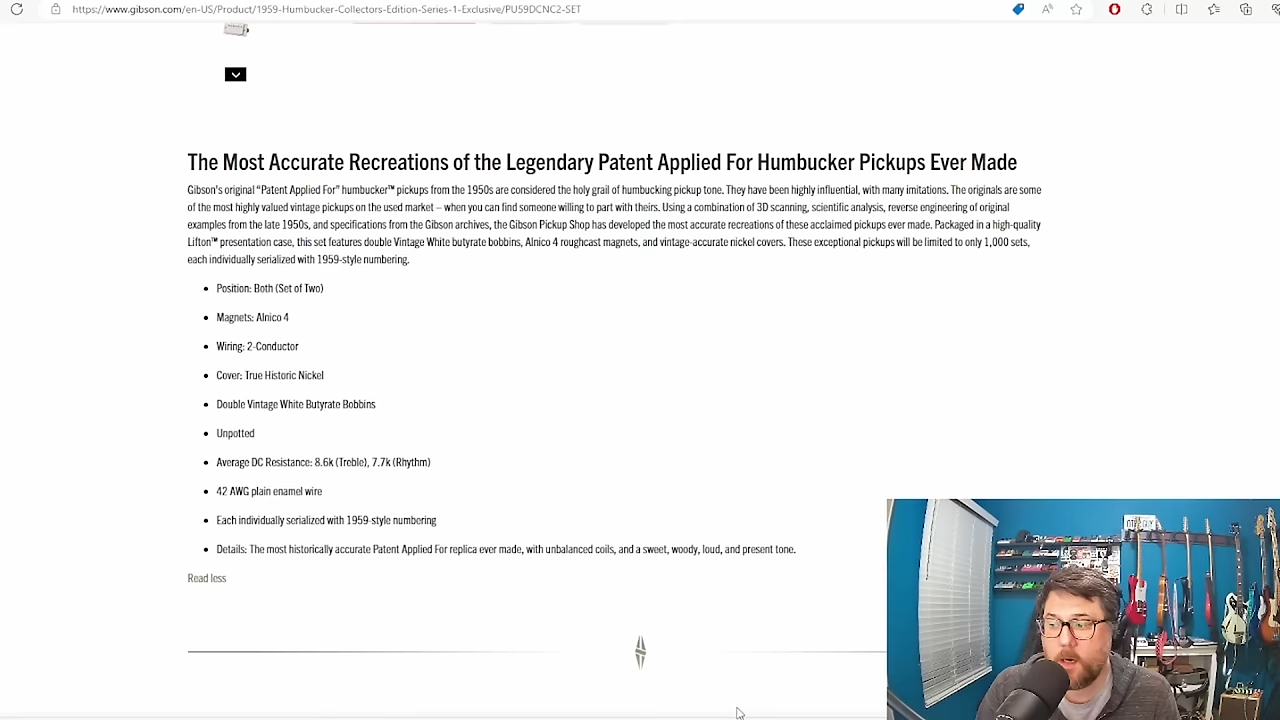 https://www.gibson.com/en-US/Product/1959-Humbucker-Collectors-Edition-Series-1-Exclusive/PU59DCNC2-SET
The Most Accurate Recreations of the Legendary Patent Applied For Humbucker Pickups Ever Made
Gibson's original “Patent Applied For” humbucker™ pickups from the 1950s are considered the holy grail of humbucking pickup tone. They have been highly influential, with many imitations. The originals are some
of the most highly valued vintage pickups on the used market – when you can find someone willing to part with theirs. Using a combination of 3D scanning, scientific analysis, reverse engineering of original
examples from the late 1950s, and specifications from the Gibson archives, the Gibson Pickup Shop has developed the most accurate recreations of these acclaimed pickups ever made. Packaged in a high-quality
Lifton™ presentation case, this set features double Vintage White butyrate bobbins, Alnico 4 roughcast magnets, and vintage-accurate nickel covers. These exceptional pickups will be limited to only 1,000 sets,
each individually serialized with 1959-style numbering.
• Position: Both (Set of Two)
• Magnets: Alnico 4
• Wiring: 2-Conductor
• Cover: True Historic Nickel
• Double Vintage White Butyrate Bobbins
• Unpotted
• Average DC Resistance: 8.6k (Treble), 7.7k (Rhythm)
• 42 AWG plain enamel wire
• Each individually serialized with 1959-style numbering
• Details: The most historically accurate Patent Applied For replica ever made, with unbalanced coils, and a sweet, woody, loud, and present tone.
Read less